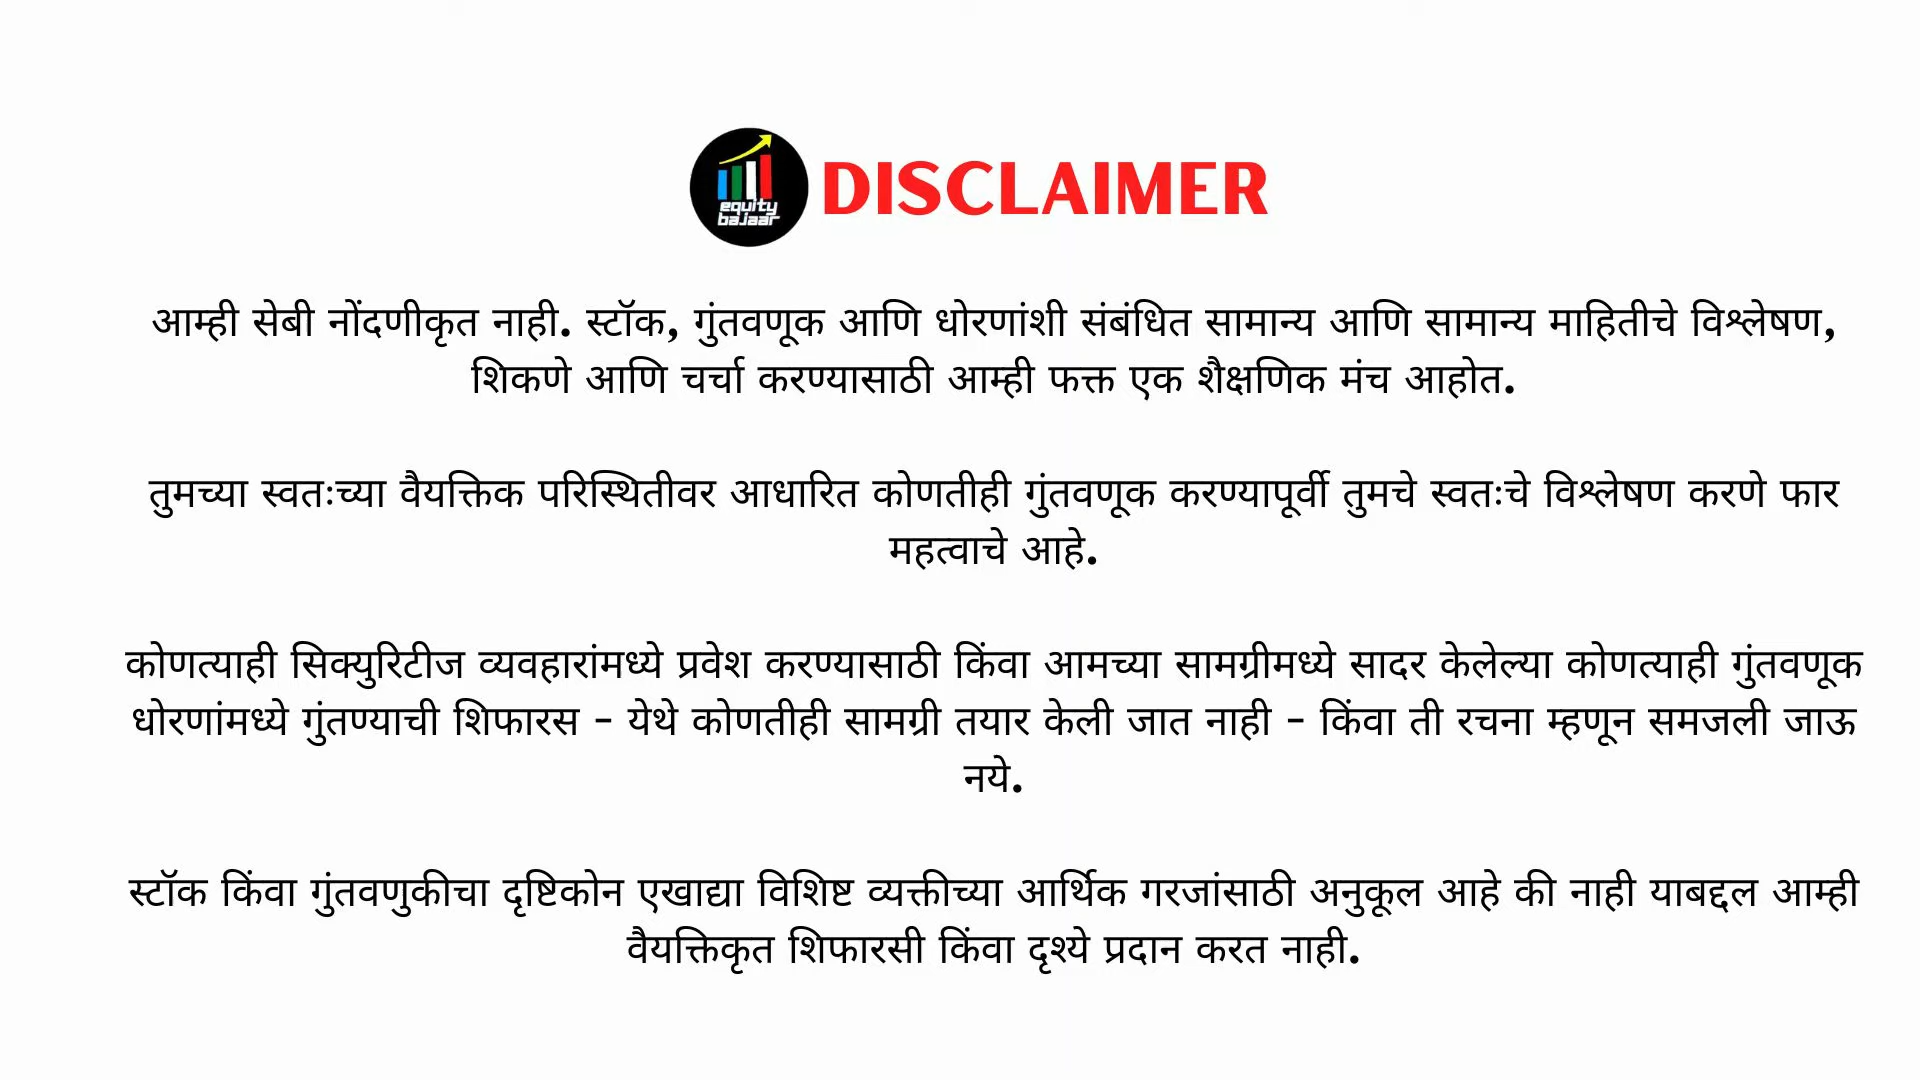 equity
bajaar
DISCLAIMER
आम्ही सेबी नोंदणीकृत नाही. स्टॉक, गुंतवणूक आणि धोरणांशी संबंधित सामान्य आणि सामान्य माहितीचे विश्लेषण,
शिकणे आणि चर्चा करण्यासाठी आम्ही फक्त एक शैक्षणिक मंच आहोत.
तुमच्या स्वतःच्या वैयक्तिक परिस्थितीवर आधारित कोणतीही गुंतवणूक करण्यापूर्वी तुमचे स्वतःचे विश्लेषण करणे फार
महत्वाचे आहे.
कोणत्याही सिक्युरिटीज व्यवहारांमध्ये प्रवेश करण्यासाठी किंवा आमच्या सामग्रीमध्ये सादर केलेल्या कोणत्याही गुंतवणूक
धोरणांमध्ये गुंतण्याची शिफारस - येथे कोणतीही सामग्री तयार केली जात नाही - किंवा ती रचना म्हणून समजली जाऊ
नये.
स्टॉक किंवा गुंतवणुकीचा दृष्टिकोन एखाद्या विशिष्ट व्यक्तीच्या आर्थिक गरजांसाठी अनुकूल आहे की नाही याबद्दल आम्ही
वैयक्तिकृत शिफारसी किंवा दृश्ये प्रदान करत नाही.